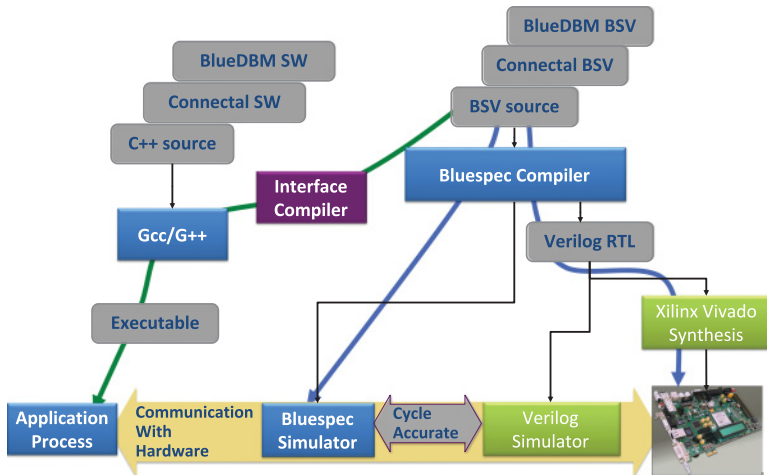 BlueDBM SW
Connectal SW
C++ source
BlueDBM BSV
Connectal BSV
BSV source
Bluespec Compiler
Interface
Compiler
Gcc/G++
Verilog RTL
Executable
Xilinx Vivado
Synthesis
Application
Process
Communication
With
Hardware
Bluespec
Simulator
Cycle
Accurate
Verilog
Simulator